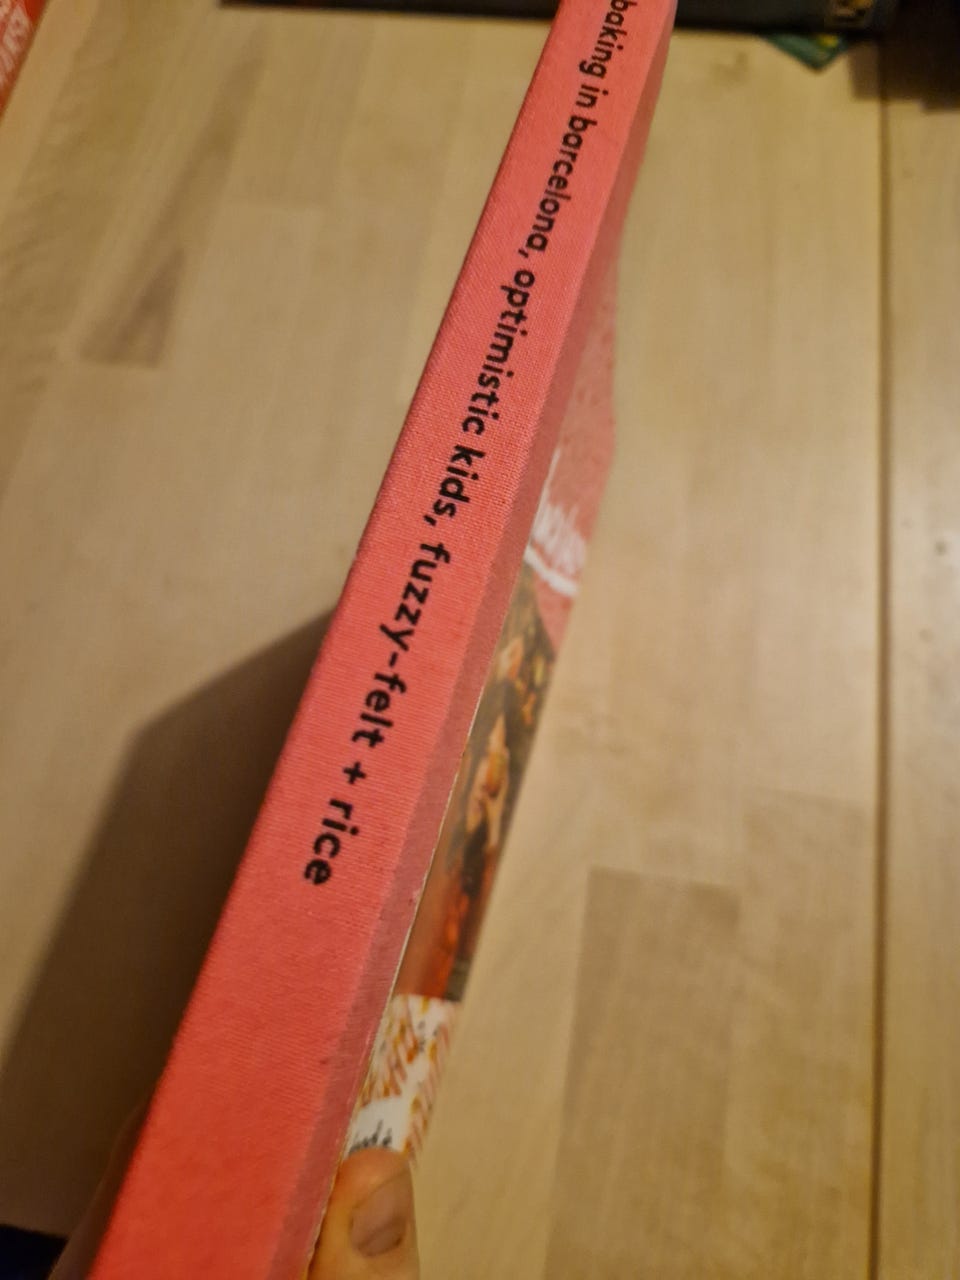 baking in barcelona, optimistic kids, fuzzy-felt + rice